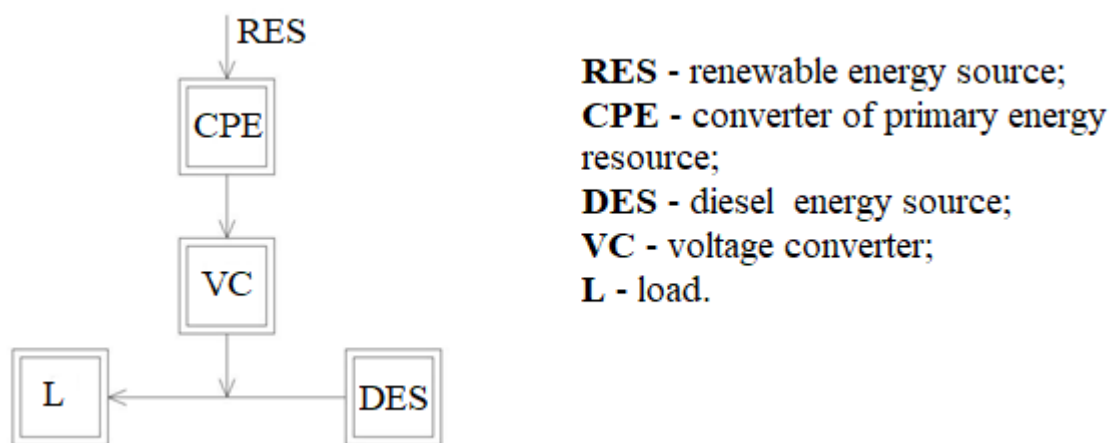 RES
CPE
VC
L
DES
RES - renewable energy source;
CPE - converter of primary energy
resource;
DES - diesel energy source;
VC - voltage converter;
L - load.